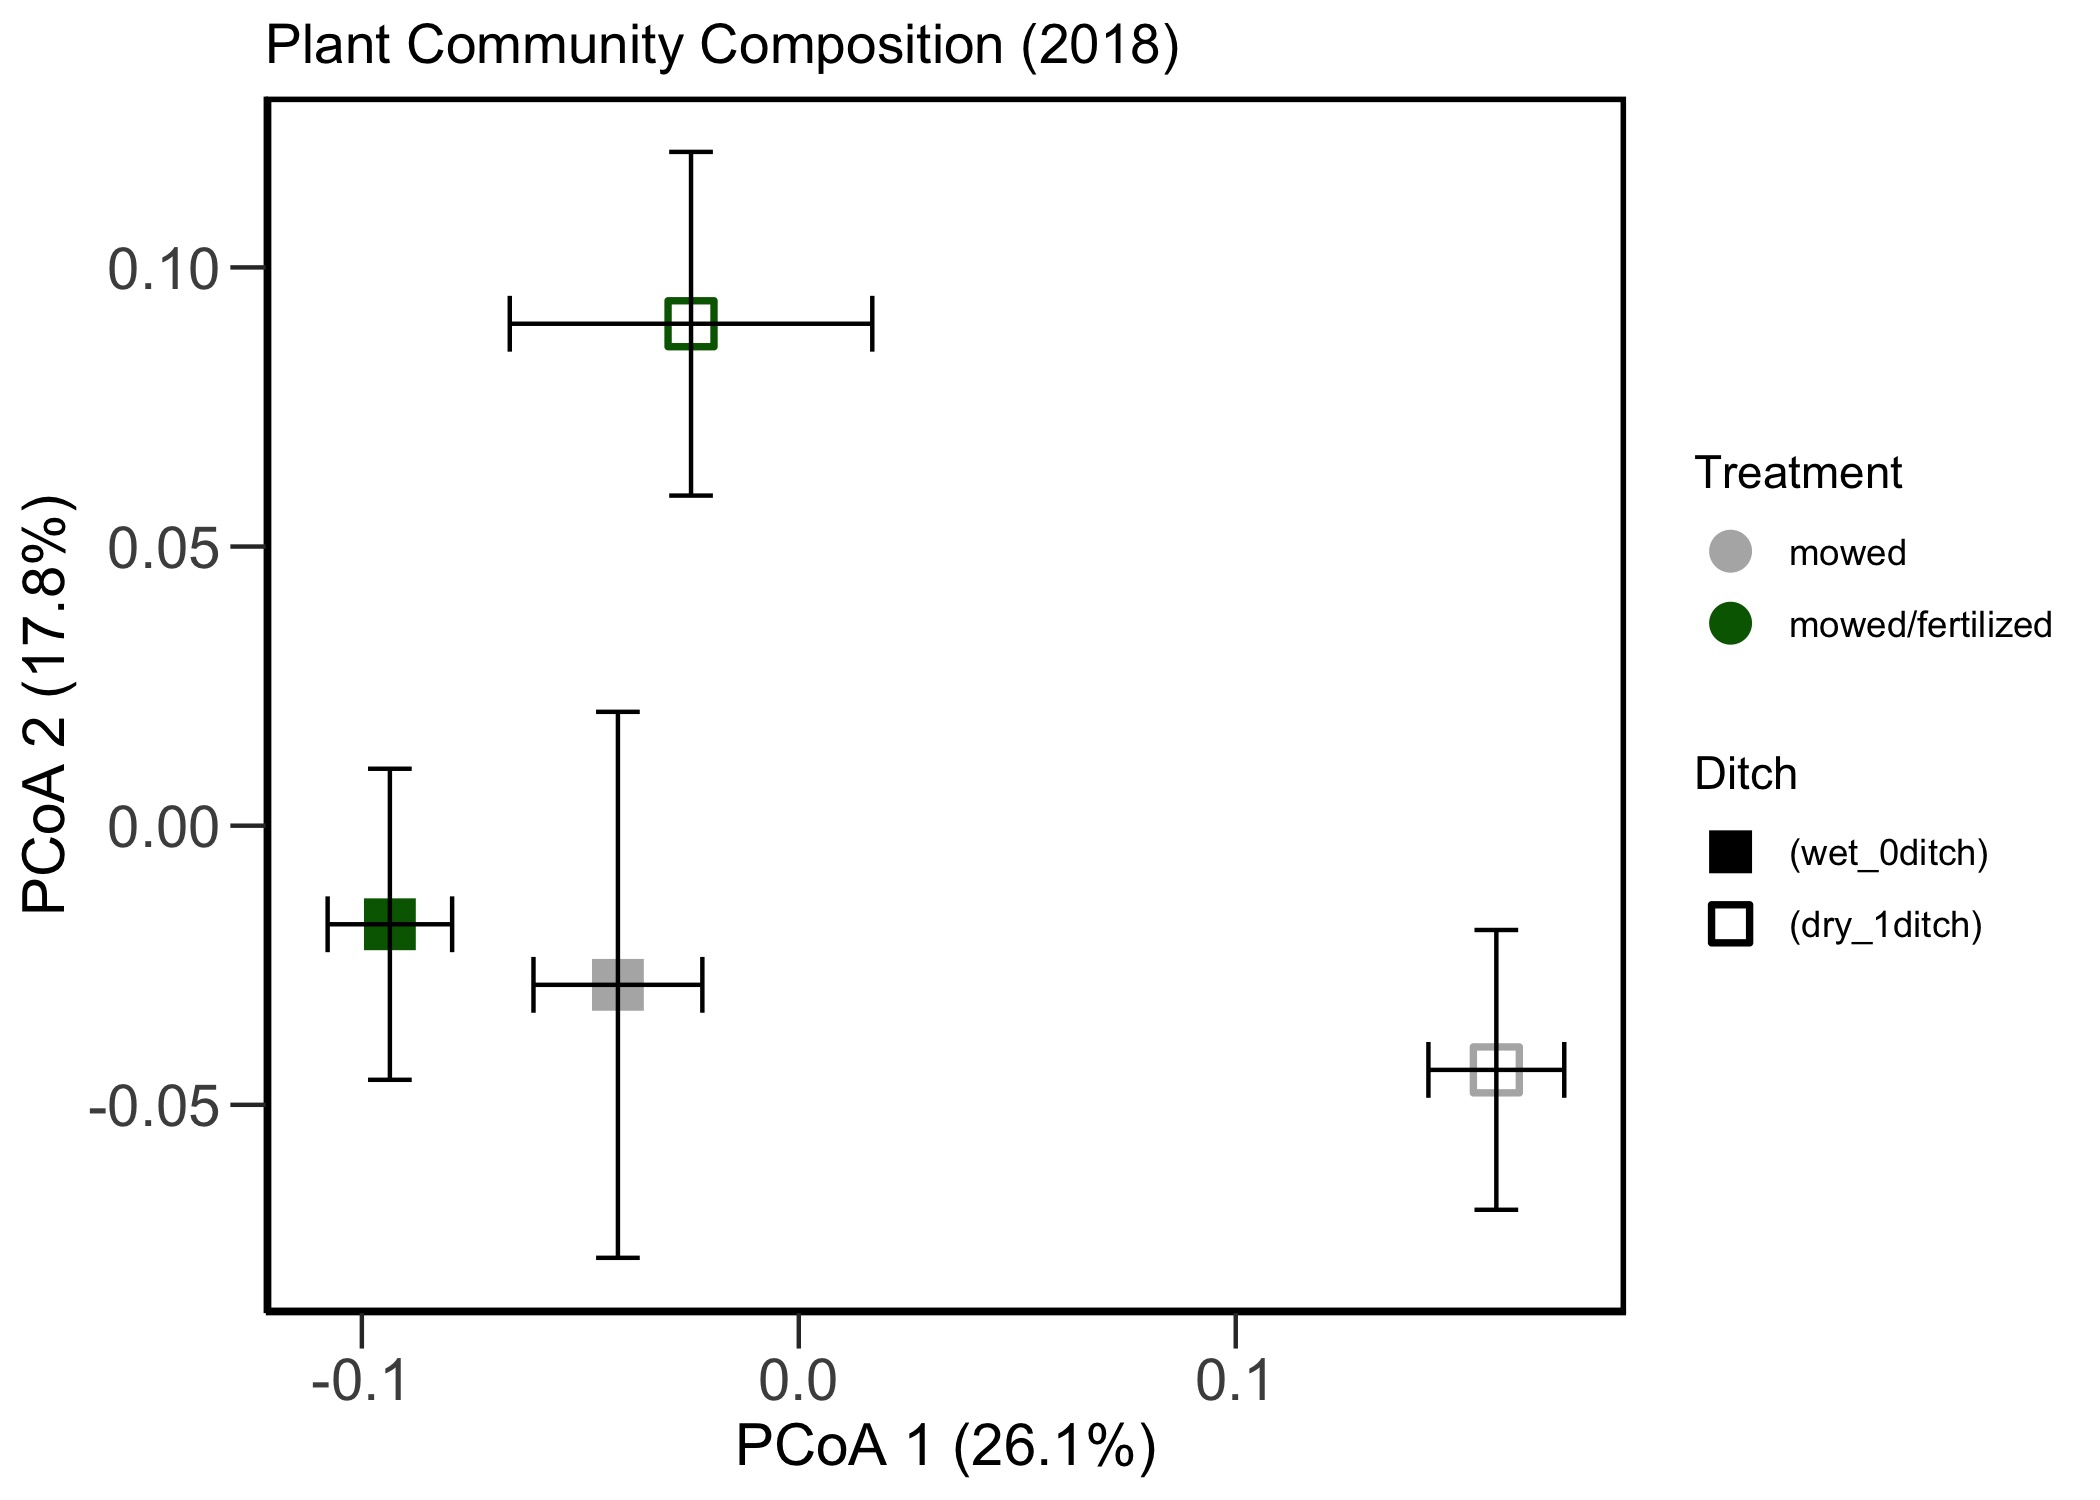 Plant Community Composition (2018)
0.10
0.05
0.00
-0.05
PCoA 2 (17.8%)
-0.1
0.0
0.1
PCoA 1 (26.1%)
Treatment
mowed
mowed/fertilized
Ditch
(wet_0ditch)
(dry_1ditch)